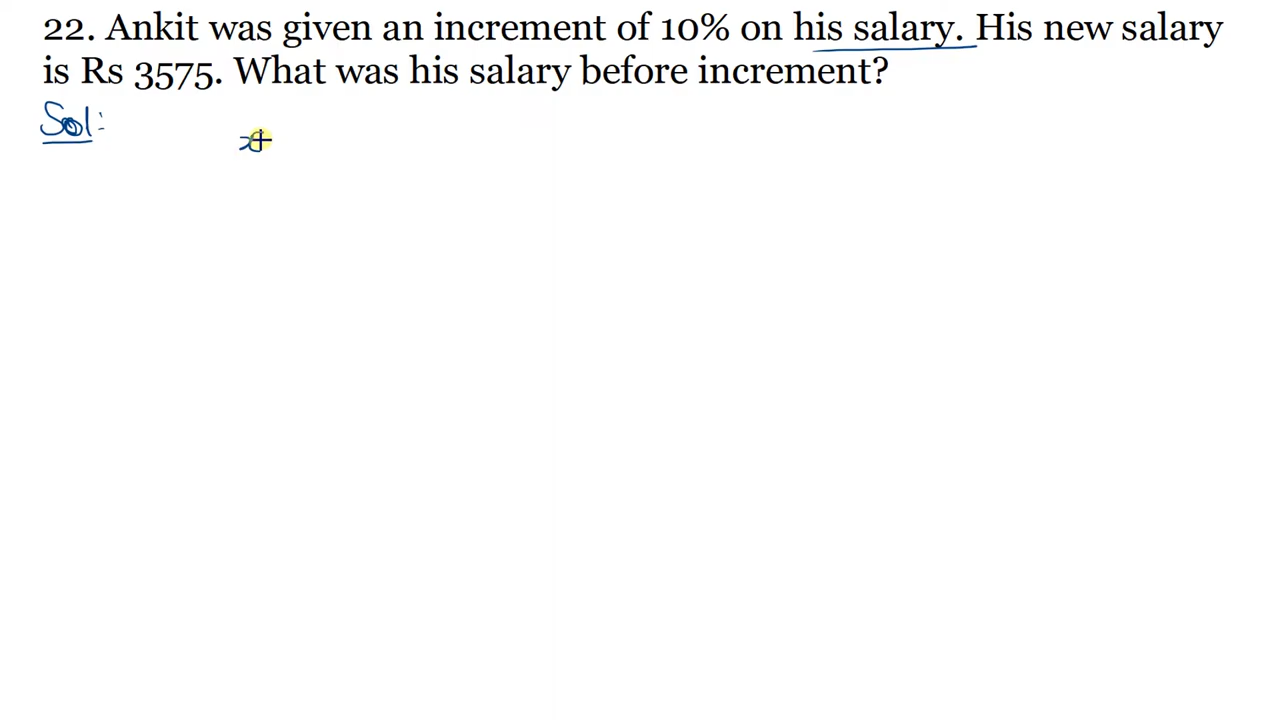 22. Ankit was given an increment of 10% on his salary. His new salary
is Rs 3575. What was his salary before increment?
Sol:
x